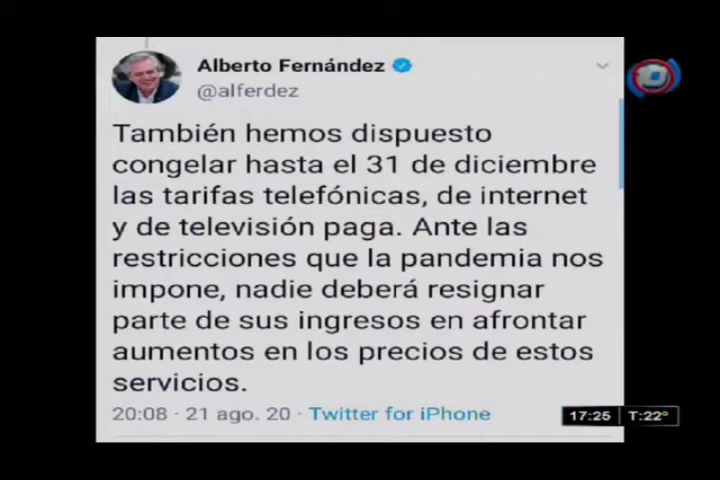 Alberto Fernández
@alferdez
También hemos dispuesto
congelar hasta el 31 de diciembre
las tarifas telefónicas, de internet
y de televisión paga. Ante las
restricciones que la pandemia nos
impone, nadie deberá resignar
parte de sus ingresos en afrontar
aumentos en los precios de estos
servicios.
20:08 · 21 ago. 20 · Twitter for iPhone
17:25 T:22°